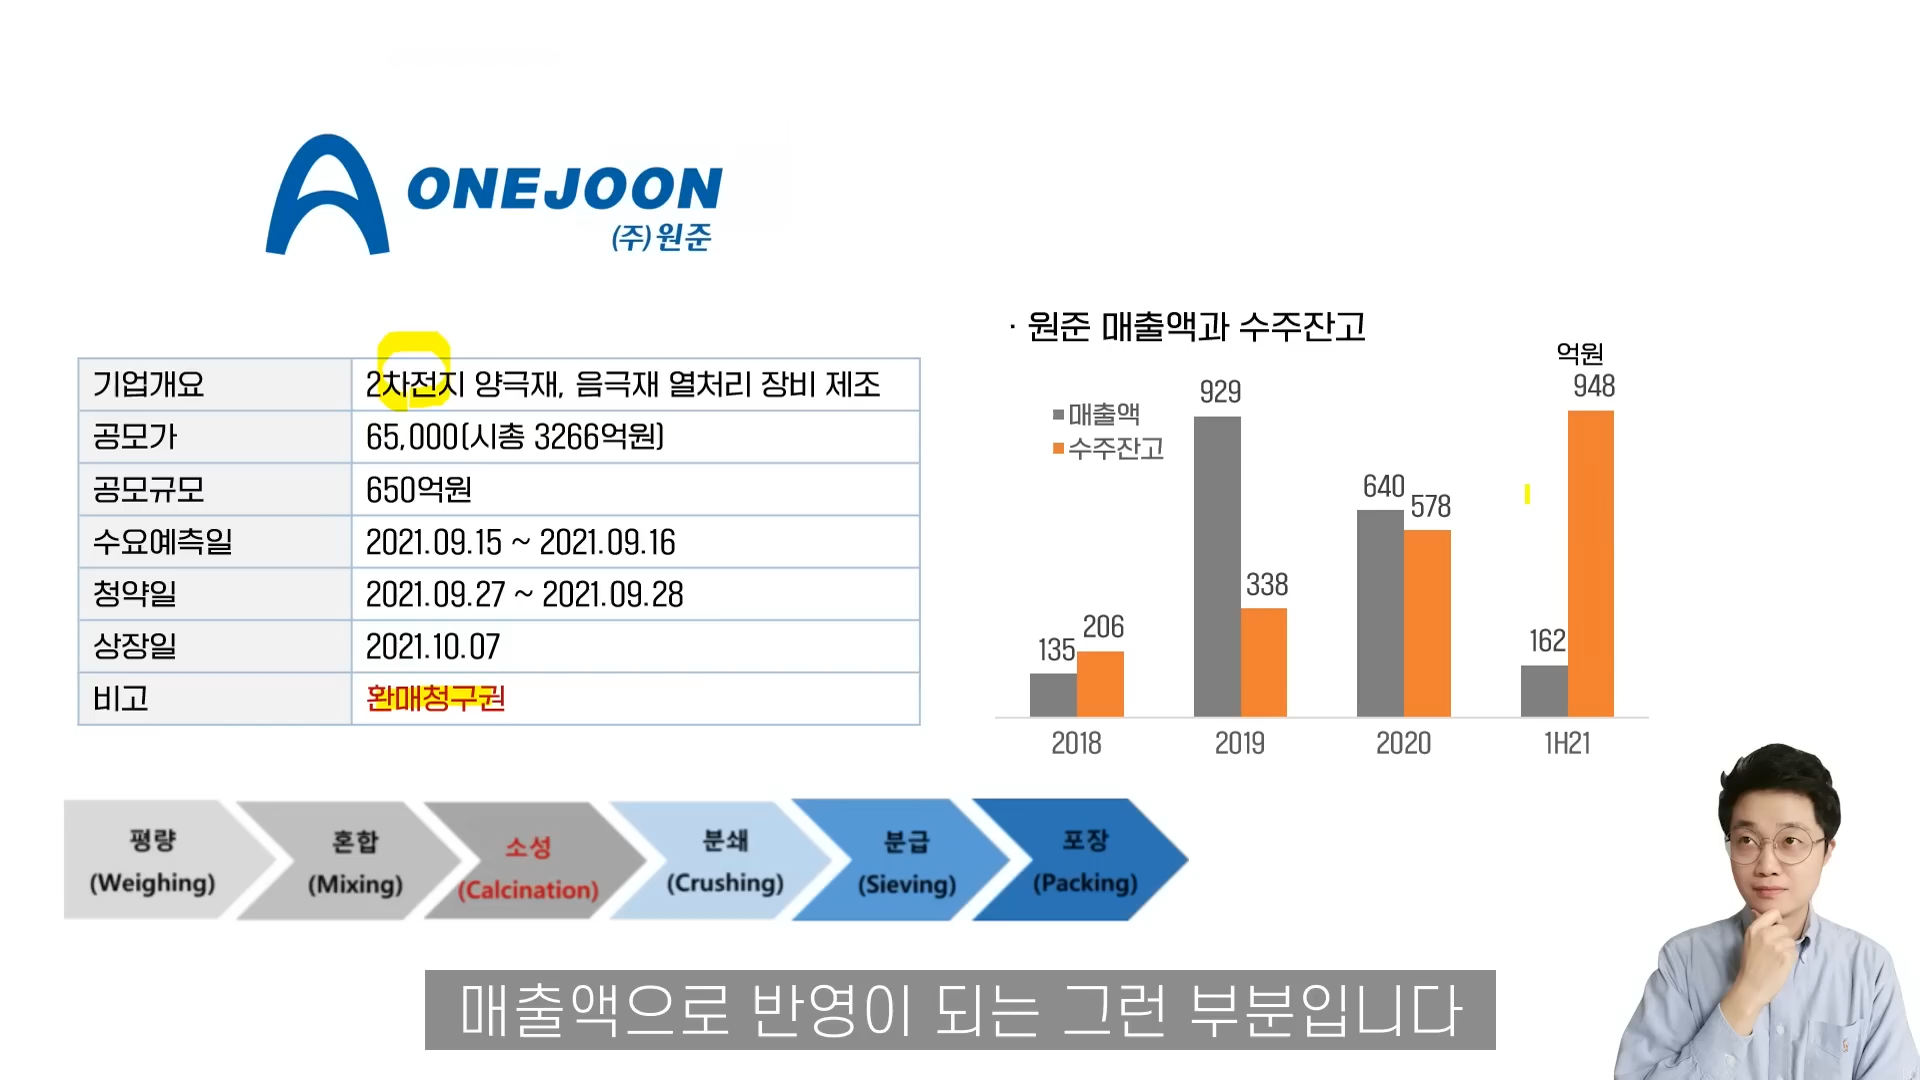 ONEJOON
(주)원준
기업개요 2차전지 양극재, 음극재 열처리 장비 제조
공모가 65,000(시총 3266억원)
공모규모 650억원
수요예측일 2021.09.15 ~ 2021.09.16
청약일 2021.09.27 ~ 2021.09.28
상장일 2021.10.07
비고 환매청구권
· 원준 매출액과 수주잔고
억원
매출액
수주잔고
135
206
929
338
640
578
162
948
2018 2019 2020 1H21
평량
(Weighing)
혼합
(Mixing)
소성
(Calcination)
분쇄
(Crushing)
분급
(Sieving)
포장
(Packing)
매출액으로 반영이 되는 그런 부분입니다